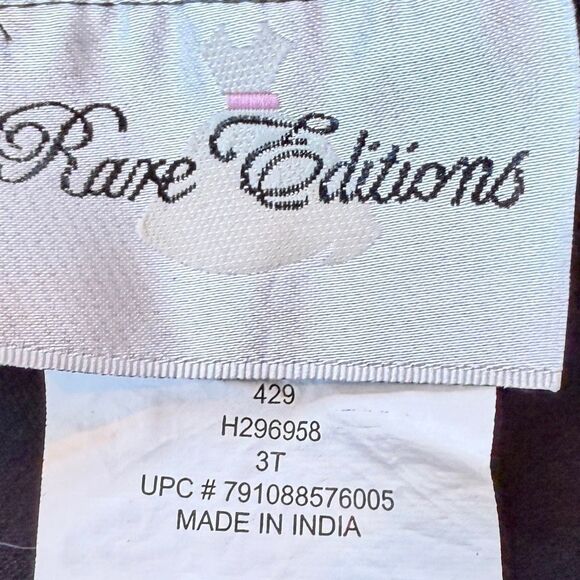 Rare Editions
429
H296958
3T
UPC # 791088576005
MADE IN INDIA